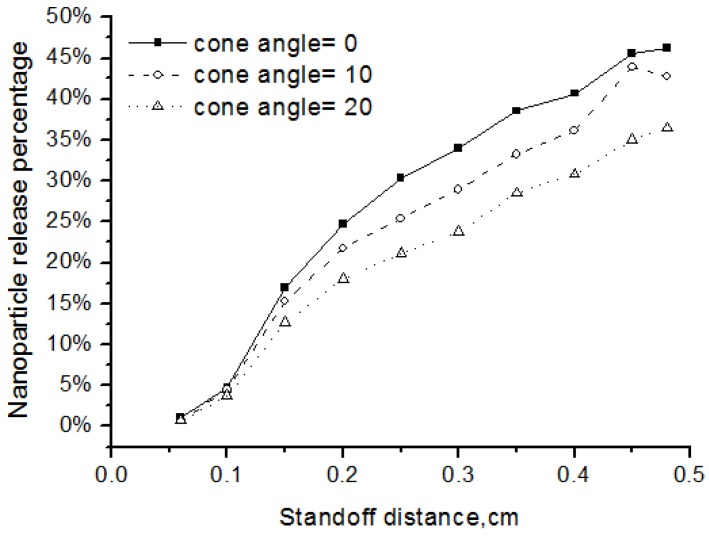 50%
45%
40%
35%
30%
25%
20%
15%
10%
5%
0%
Nanoparticle release percentage
cone angle= 0
cone angle= 10
cone angle= 20
0.0 0.1 0.2 0.3 0.4 0.5
Standoff distance,cm